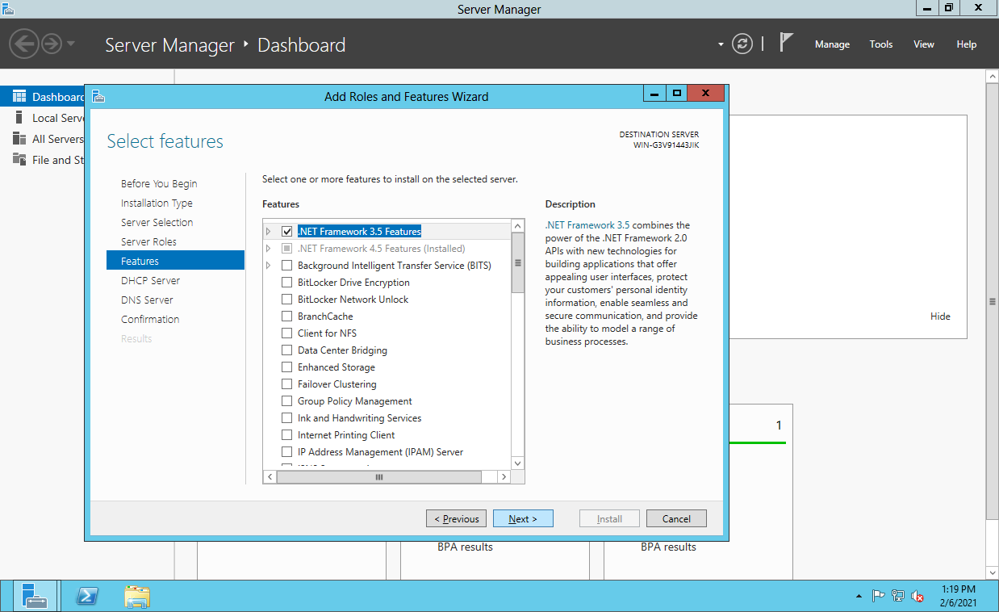 Server Manager
Server Manager
Dashboard
Manage
Tools
View
Help
Dashboard
Local Serve
All Servers
File and St
Add Roles and Features Wizard
Select features
DESTINATION SERVER
WIN-G3V91443JIK
Before You Begin
Installation Type
Server Selection
Server Roles
Features
DHCP Server
DNS Server
Confirmation
Results
Select one or more features to install on the selected server.
Features
.NET Framework 3.5 Features
.NET Framework 4.5 Features (Installed)
Background Intelligent Transfer Service (BITS)
BitLocker Drive Encryption
BitLocker Network Unlock
BranchCache
Client for NFS
Data Center Bridging
Enhanced Storage
Failover Clustering
Group Policy Management
Ink and Handwriting Services
Internet Printing Client
IP Address Management (IPAM) Server
Description
.NET Framework 3.5 combines the
power of the .NET Framework 2.0
APIs with new technologies for
building applications that offer
appealing user interfaces, protect
your customers' personal identity
information, enable seamless and
secure communication, and provide
the ability to model a range of
business processes.
< Previous
Next >
Install
Cancel
Hide
1
BPA results
BPA results
1:19 PM
2/6/2021